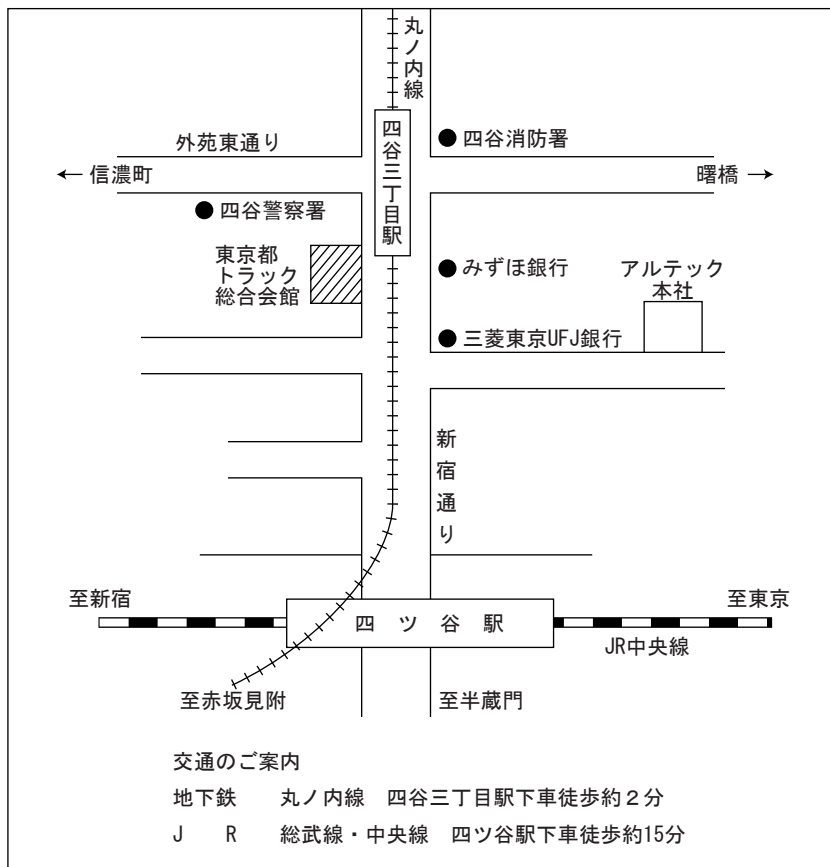 丸ノ内線
四谷三丁目駅
外苑東通り
四谷消防署
← 信濃町
曙橋 →
四谷警察署
東京都
トラック
総合会館
みずほ銀行
アルテック
本社
三菱東京UFJ銀行
新宿通り
至新宿
四ツ谷駅
至東京
JR中央線
至赤坂見附
至半蔵門
交通のご案内
地下鉄　丸ノ内線　四谷三丁目駅下車徒歩約２分
J　R　総武線・中央線　四ツ谷駅下車徒歩約15分